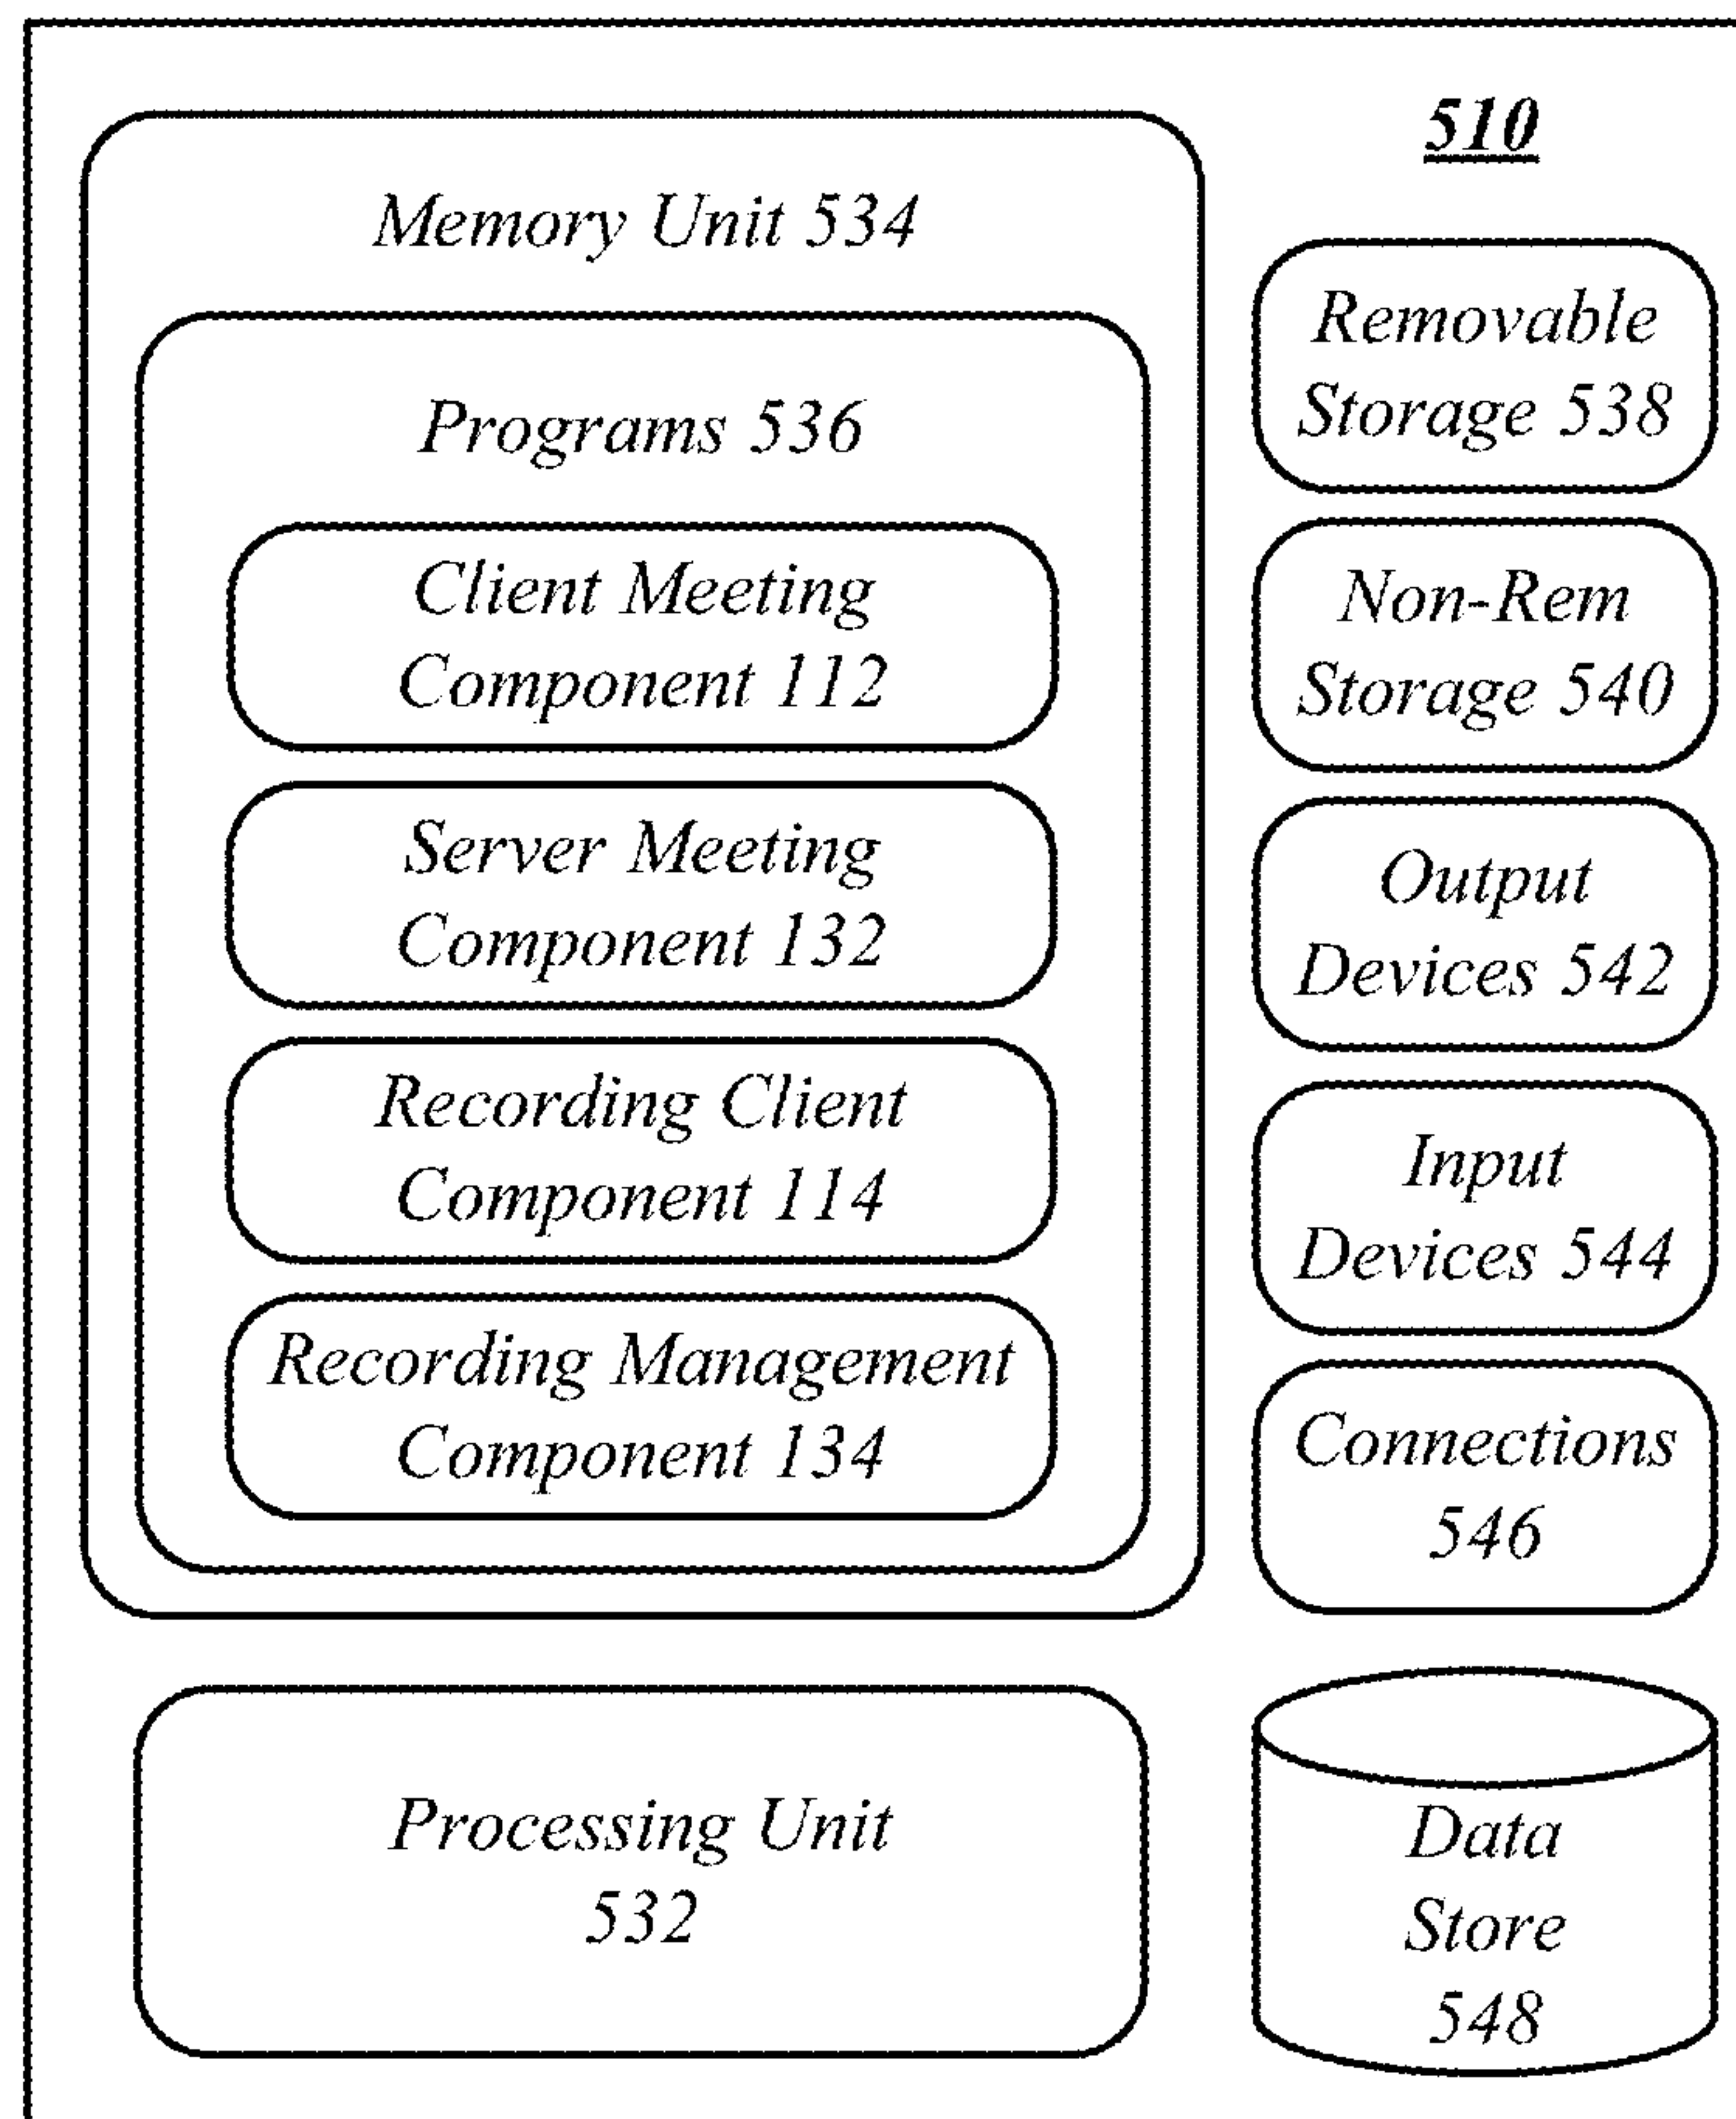 510
Memory Unit 534
Programs 536
Client Meeting
Component 112
Server Meeting
Component 132
Recording Client
Component 114
Recording Management
Component 134
Processing Unit
532
Removable
Storage 538
Non-Rem
Storage 540
Output
Devices 542
Input
Devices 544
Connections
546
Data
Store
548